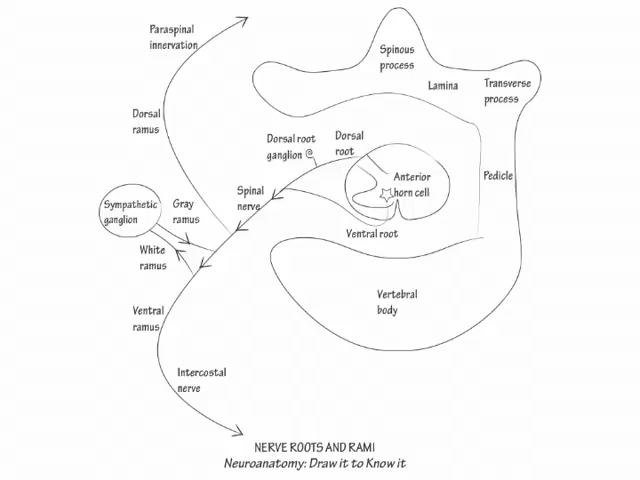 Paraspinal
innervation
Spinous
process
Lamina
Transverse
process
Dorsal
ramus
Dorsal root
ganglion
Dorsal
root
Anterior
horn cell
Pedicle
Spinal
nerve
Sympathetic
ganglion
Gray
ramus
White
ramus
Ventral root
Vertebral
body
Ventral
ramus
Intercostal
nerve
NERVE ROOTS AND RAMI
Neuroanatomy: Draw it to Know it